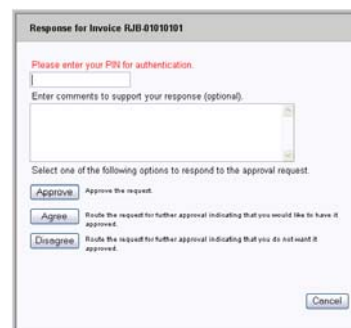 Response for Invoice RJB-01010101
Please enter your PIN for authentication.
Enter comments to support your response (optional).
Select one of the following options to respond to the approval request.
Approve Approve the request.
Agree Route the request for further approval indicating that you would like to have it
approved.
Disagree Route the request for further approval indicating that you do not want it
approved.
Cancel